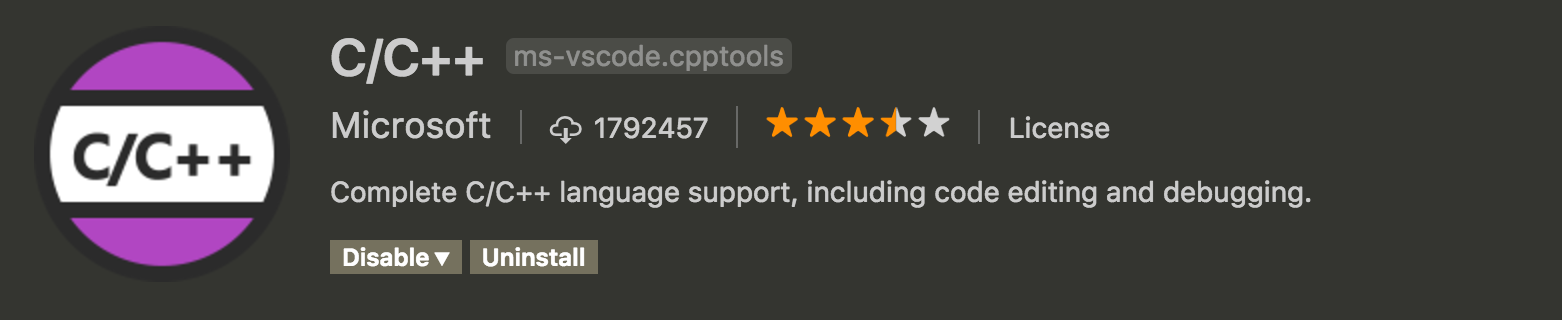 C/C++
C/C++ ms-vscode.cpptools
Microsoft 1792457 License
Complete C/C++ language support, including code editing and debugging.
Disable Uninstall